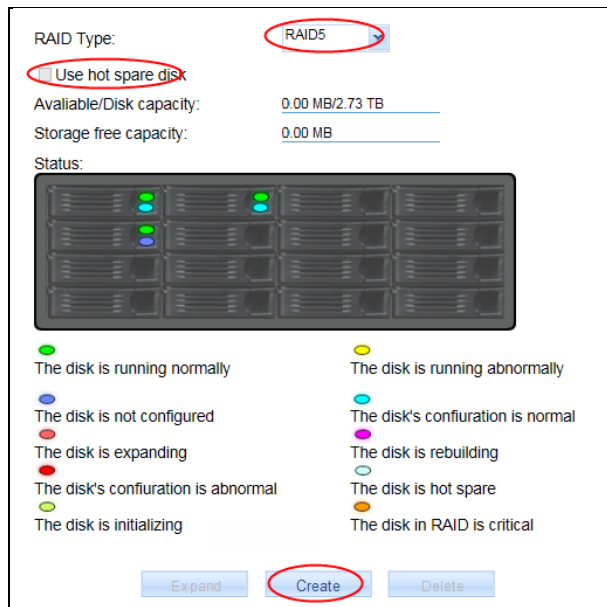 RAID Type: RAID5
Use hot spare disk
Avaliable/Disk capacity: 0.00 MB/2.73 TB
Storage free capacity: 0.00 MB
Status:
The disk is running normally The disk is running abnormally
The disk is not configured The disk's confiuration is normal
The disk is expanding The disk is rebuilding
The disk's confiuration is abnormal The disk is hot spare
The disk is initializing The disk in RAID is critical
Expand Create Delete